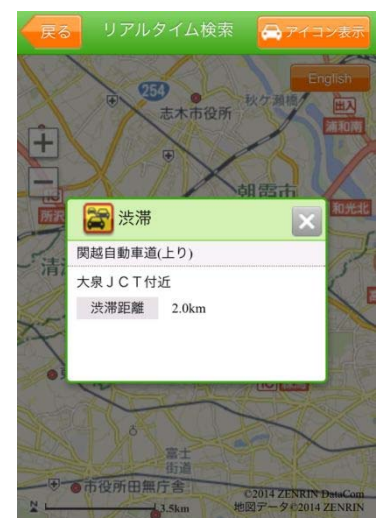 戻る
リアルタイム検索
アイコン表示
English
254
志木市役所
秋ケ瀬橋
出入
浦和南
朝霞市
和光北
所沢
渋滞
関越自動車道(上り)
大泉JCT付近
渋滞距離 2.0km
富士
街道
市役所田無庁舎
3.5km
©2014 ZENRIN DataCom
地図データ©2014 ZENRIN